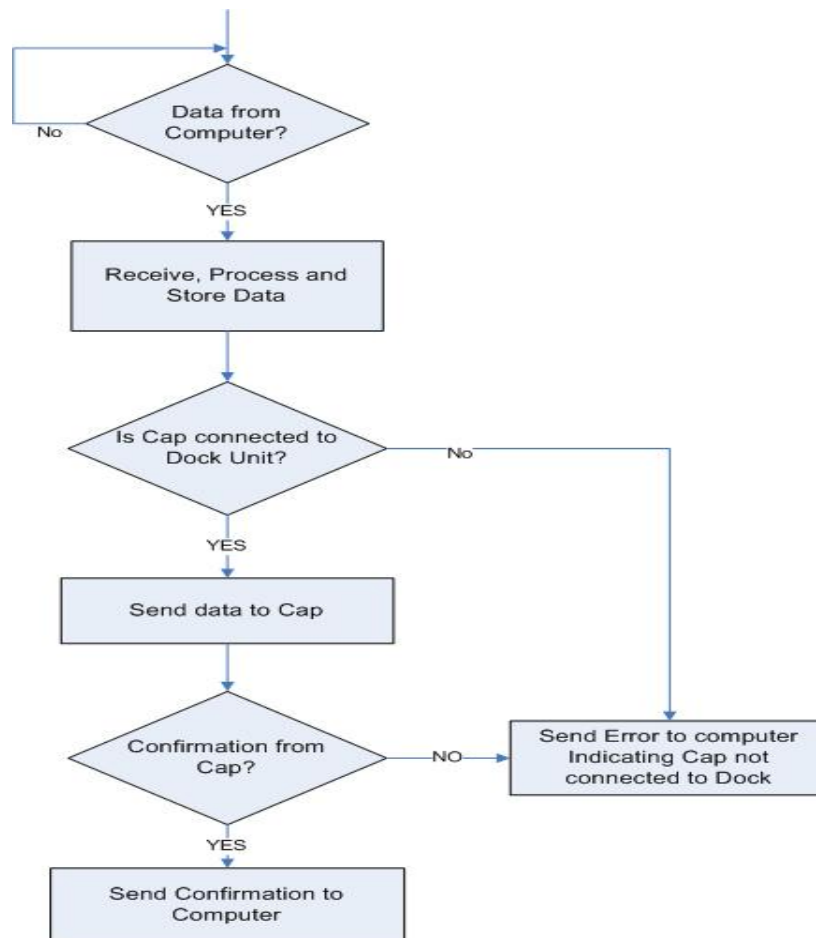 Data from
Computer?
No
YES
Receive, Process and
Store Data
Is Cap connected to
Dock Unit?
No
YES
Send data to Cap
Confirmation from
Cap?
NO
Send Error to computer
Indicating Cap not
connected to Dock
YES
Send Confirmation to
Computer